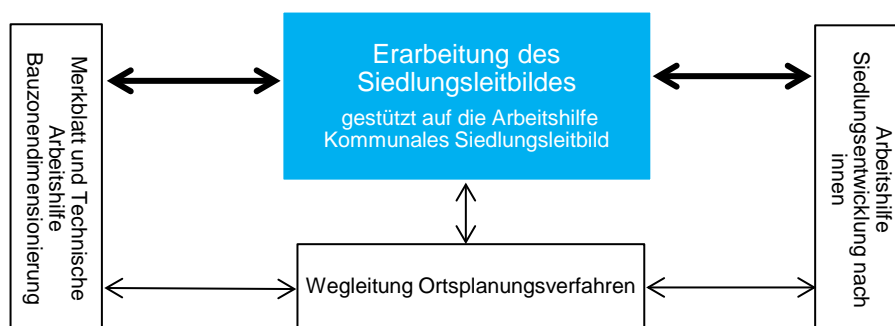 Merkblatt und Technische
Arbeitshilfe
Bauzonendimensionierung
Erarbeitung des
Siedlungsleitbildes
gestützt auf die Arbeitshilfe
Kommunales Siedlungsleitbild
Wegleitung Ortsplanungsverfahren
Arbeitshilfe
Siedlungsentwicklung nach
innen